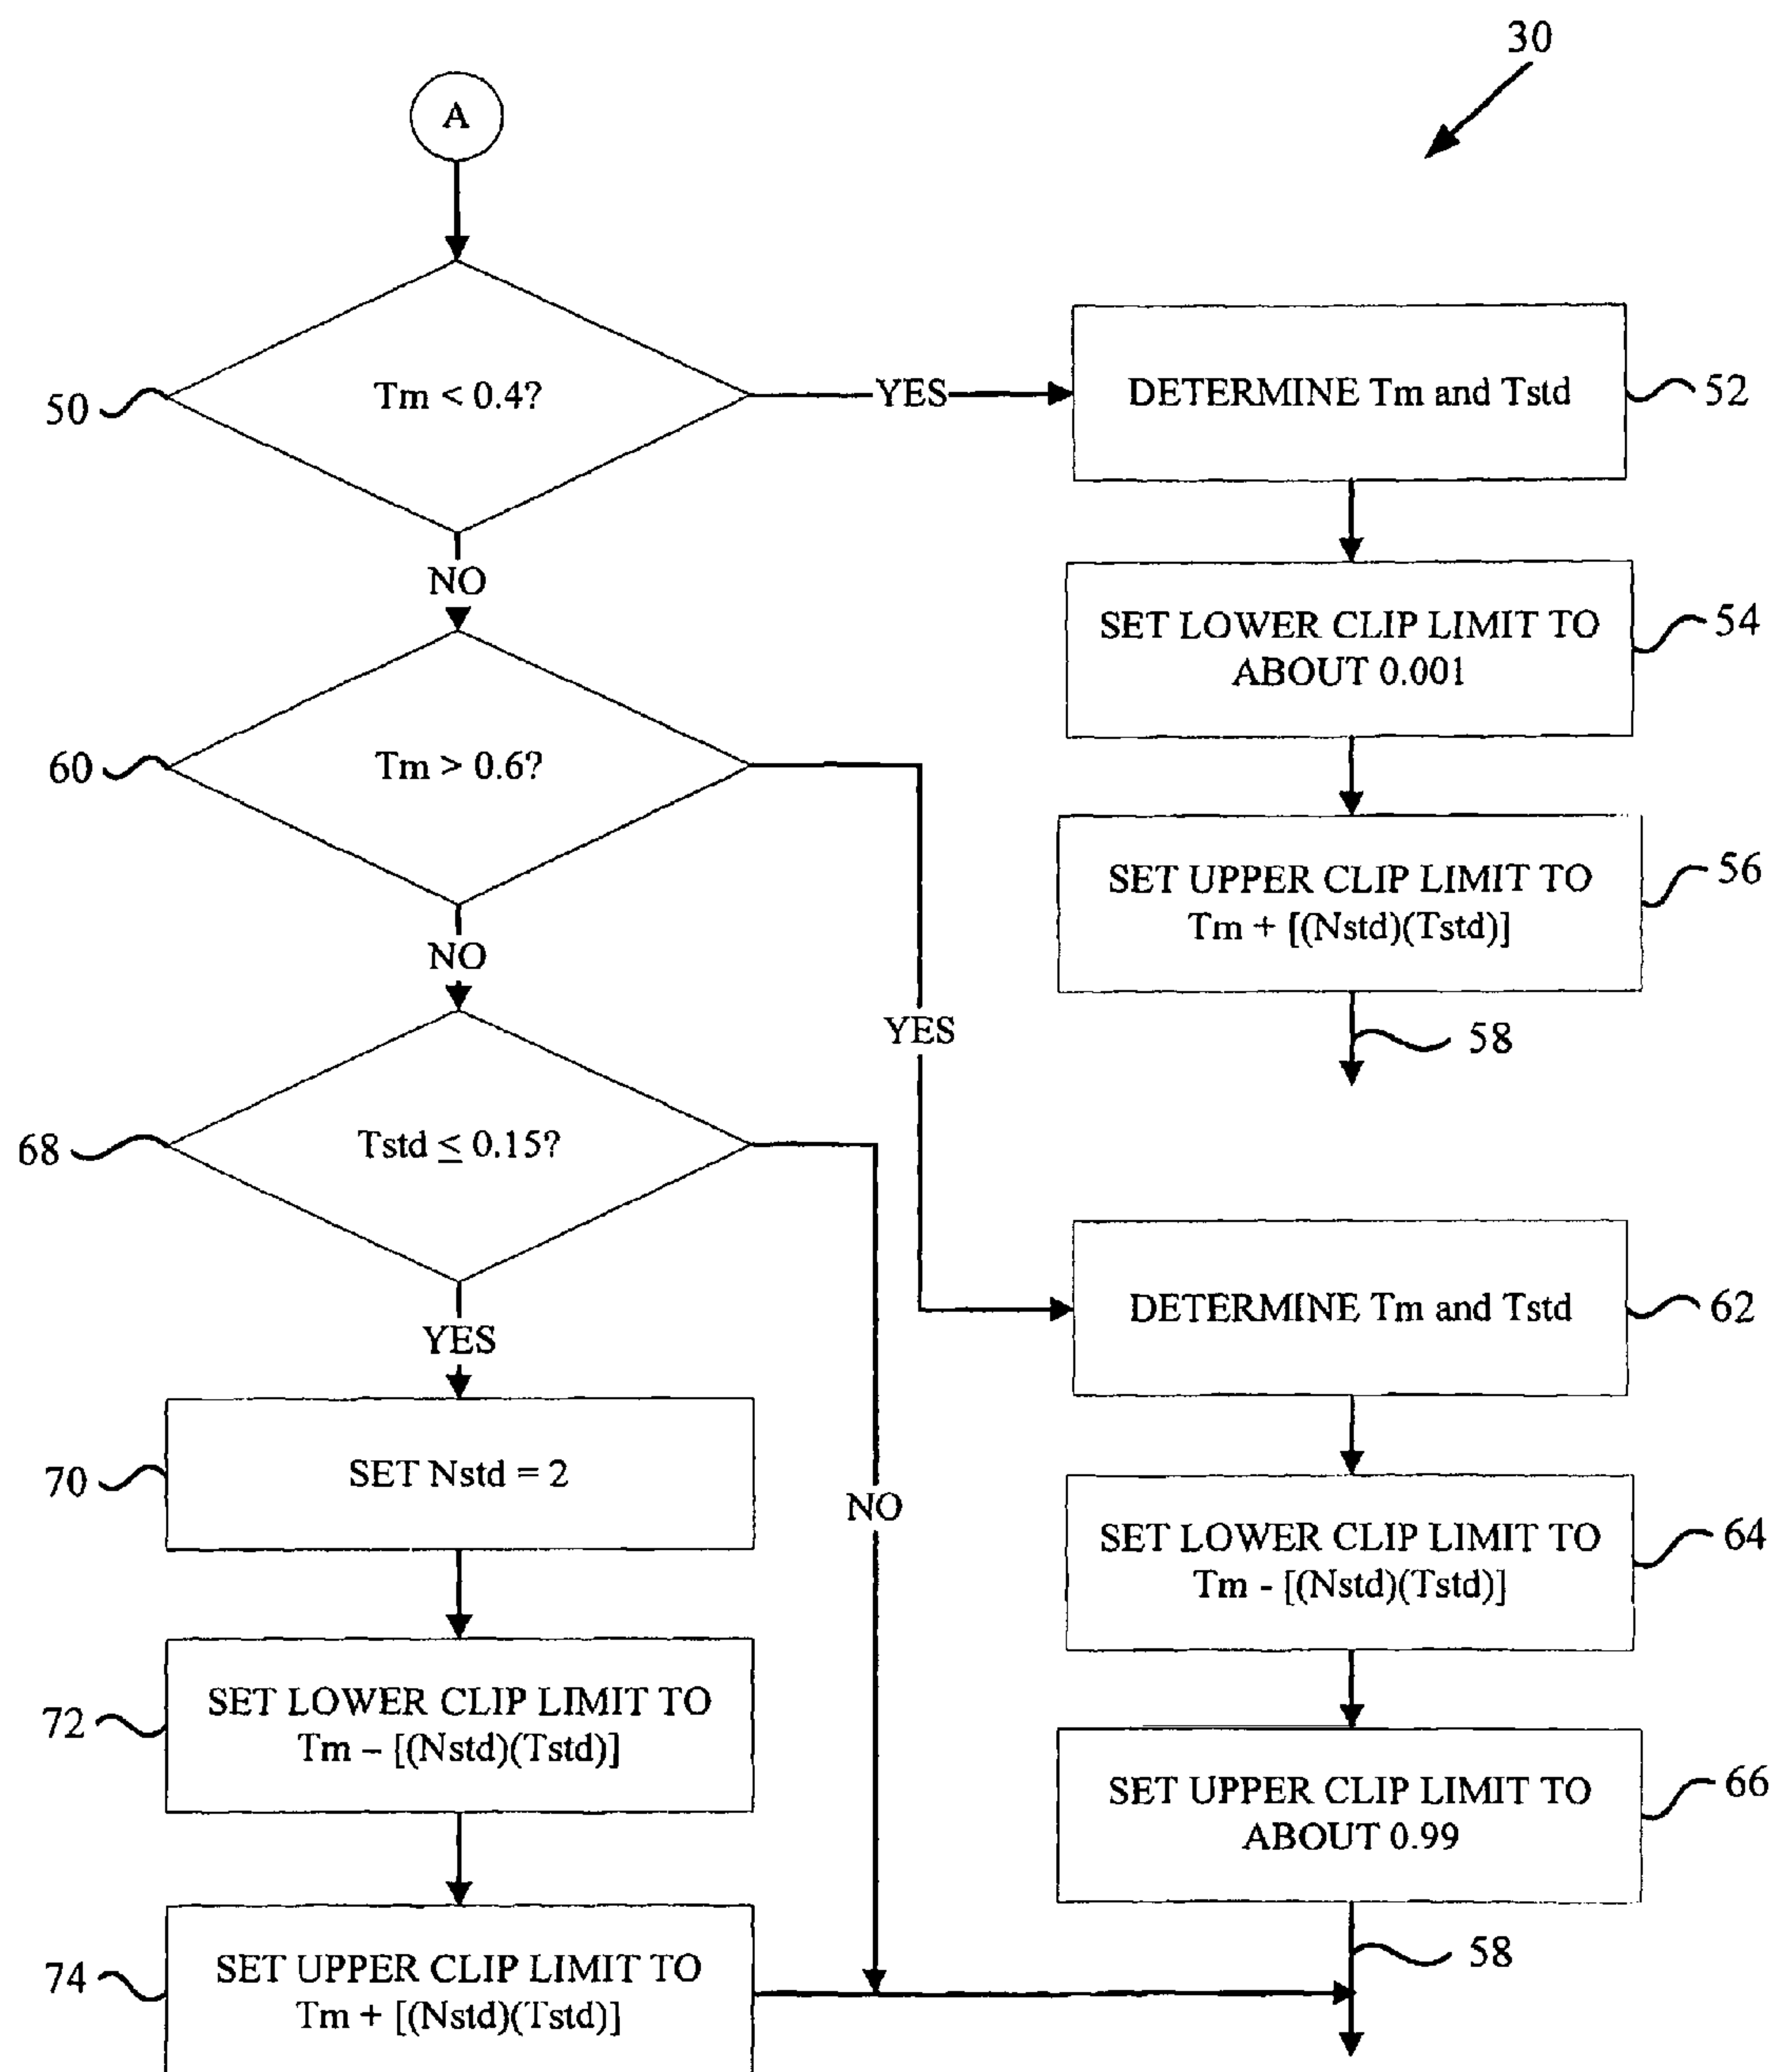 30
A
50
Tm < 0.4?
YES
DETERMINE Tm and Tstd
52
NO
SET LOWER CLIP LIMIT TO
ABOUT 0.001
54
60
Tm > 0.6?
SET UPPER CLIP LIMIT TO
Tm + [(Nstd)(Tstd)]
56
NO
YES
58
68
Tstd ≤ 0.15?
YES
DETERMINE Tm and Tstd
62
70
SET Nstd = 2
NO
SET LOWER CLIP LIMIT TO
Tm - [(Nstd)(Tstd)]
64
72
SET LOWER CLIP LIMIT TO
Tm – [(Nstd)(Tstd)]
SET UPPER CLIP LIMIT TO
ABOUT 0.99
66
74
SET UPPER CLIP LIMIT TO
Tm + [(Nstd)(Tstd)]
58